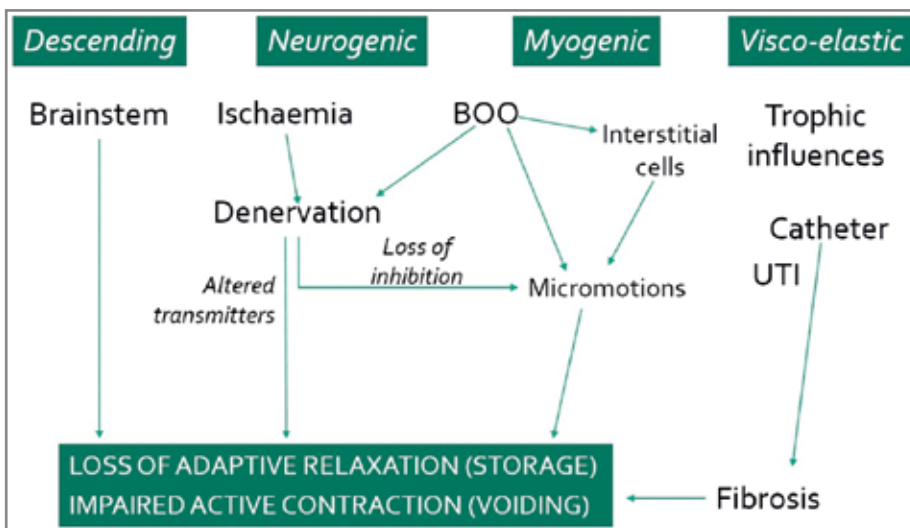 Descending
Neurogenic
Myogenic
Visco-elastic
Brainstem
Ischaemia
BOO
Interstitial
cells
Trophic
influences
Denervation
Loss of
inhibition
Altered
transmitters
Micromotions
Catheter
UTI
LOSS OF ADAPTIVE RELAXATION (STORAGE)
IMPAIRED ACTIVE CONTRACTION (VOIDING)
Fibrosis